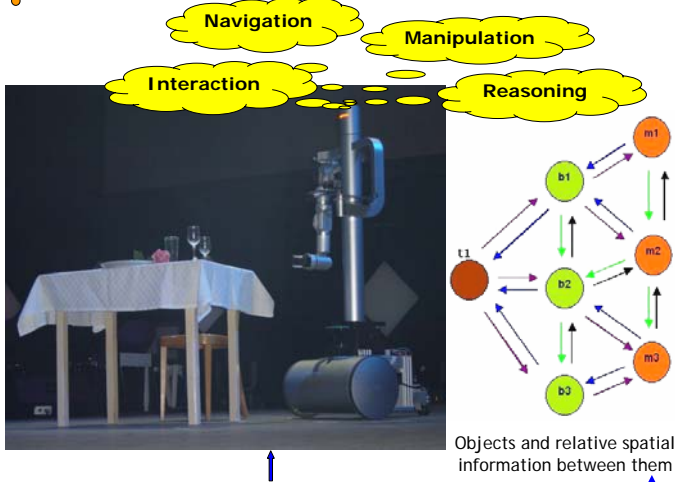 Navigation
Manipulation
Interaction
Reasoning
m1
b1
t1
m2
b2
m3
b3
Objects and relative spatial
information between them